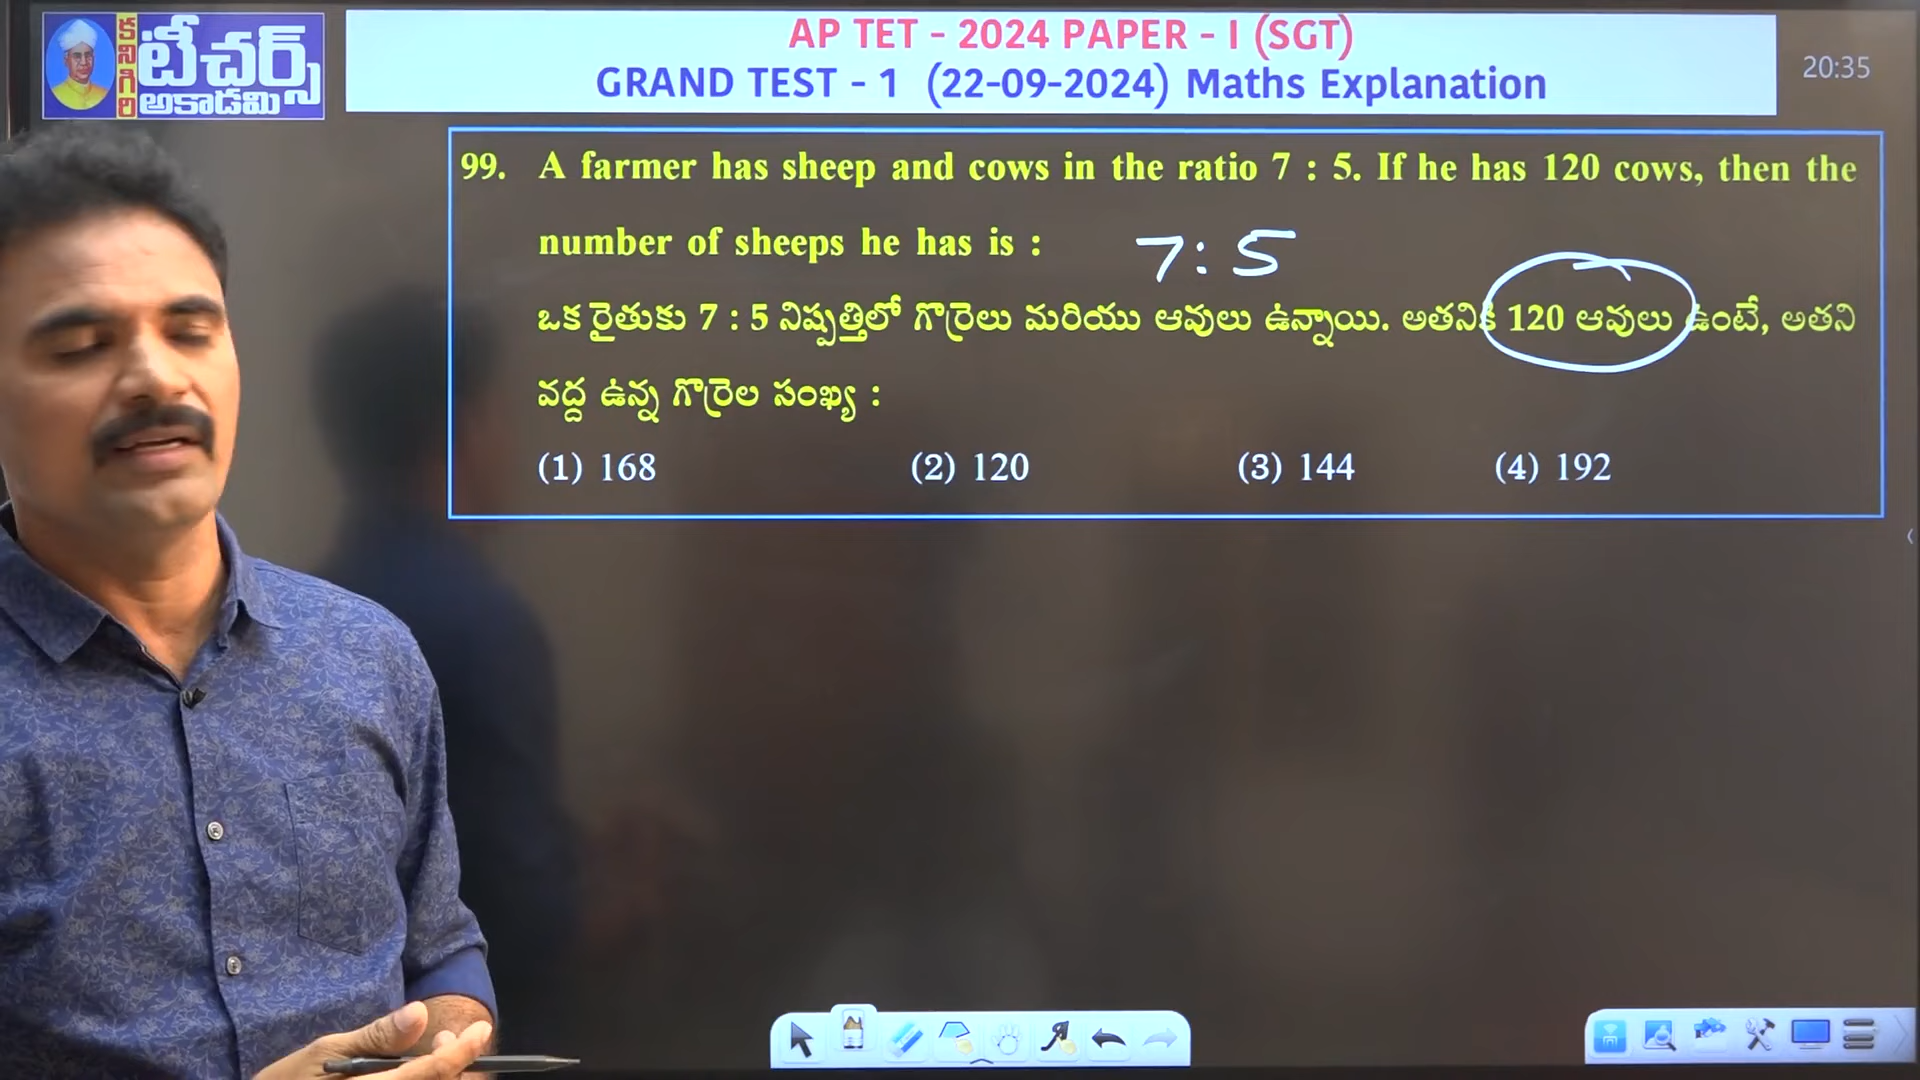 కనిగిరి
టీచర్స్
అకాడమి
AP TET - 2024 PAPER - I (SGT)
GRAND TEST - 1 (22-09-2024) Maths Explanation
20:35
99. A farmer has sheep and cows in the ratio 7 : 5. If he has 120 cows, then the
number of sheeps he has is :
7 : 5
ఒక రైతుకు 7 : 5 నిష్పత్తిలో గొర్రెలు మరియు ఆవులు ఉన్నాయి. అతనికి 120 ఆవులు ఉంటే, అతని
వద్ద ఉన్న గొర్రెల సంఖ్య :
(1) 168 (2) 120 (3) 144 (4) 192